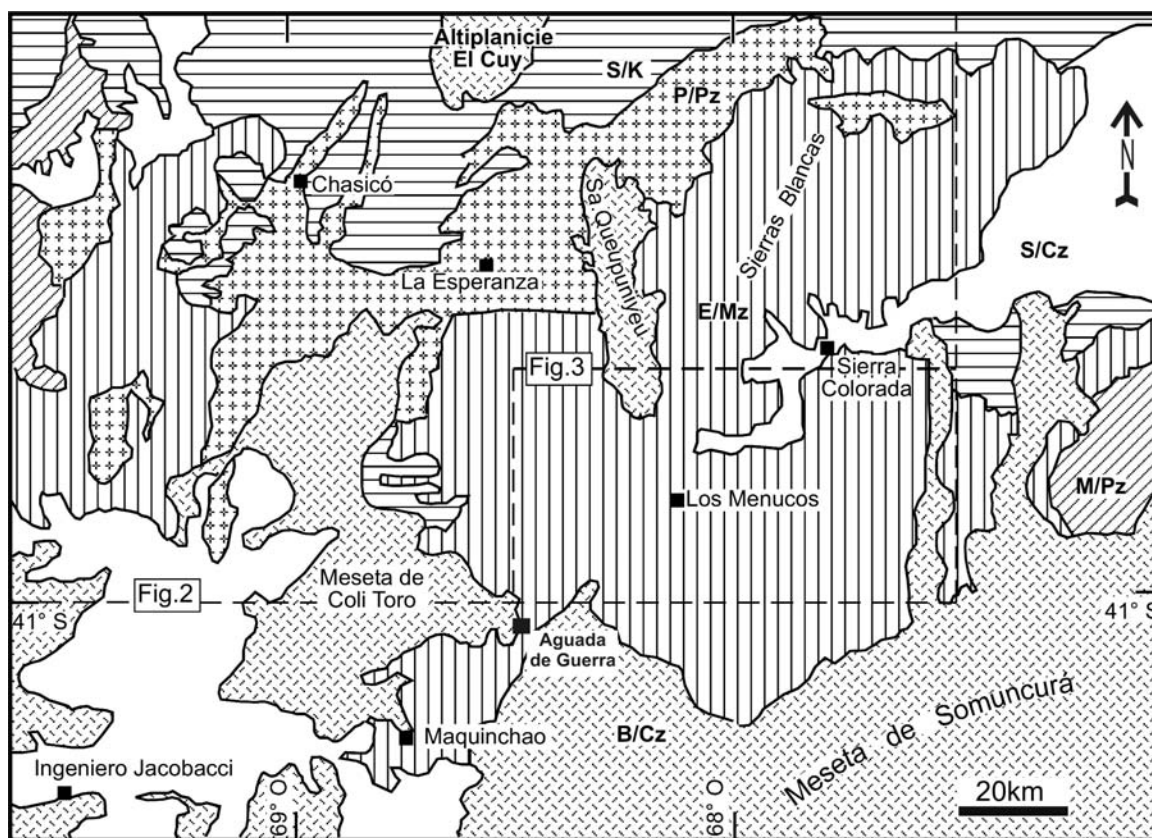 Altiplanicie
El Cuy
S/K
P/Pz
N
Chasicó
Sierras Blancas
Sa Queupuniyeu
S/Cz
La Esperanza
E/Mz
Fig.3
Sierra
Colorada
M/Pz
Los Menucos
Meseta de
Coli Toro
Fig.2
41° S
41° S
Aguada
de Guerra
Meseta de Somuncurá
Maquinchao
B/Cz
Ingeniero Jacobacci
69° O
68° O
20km